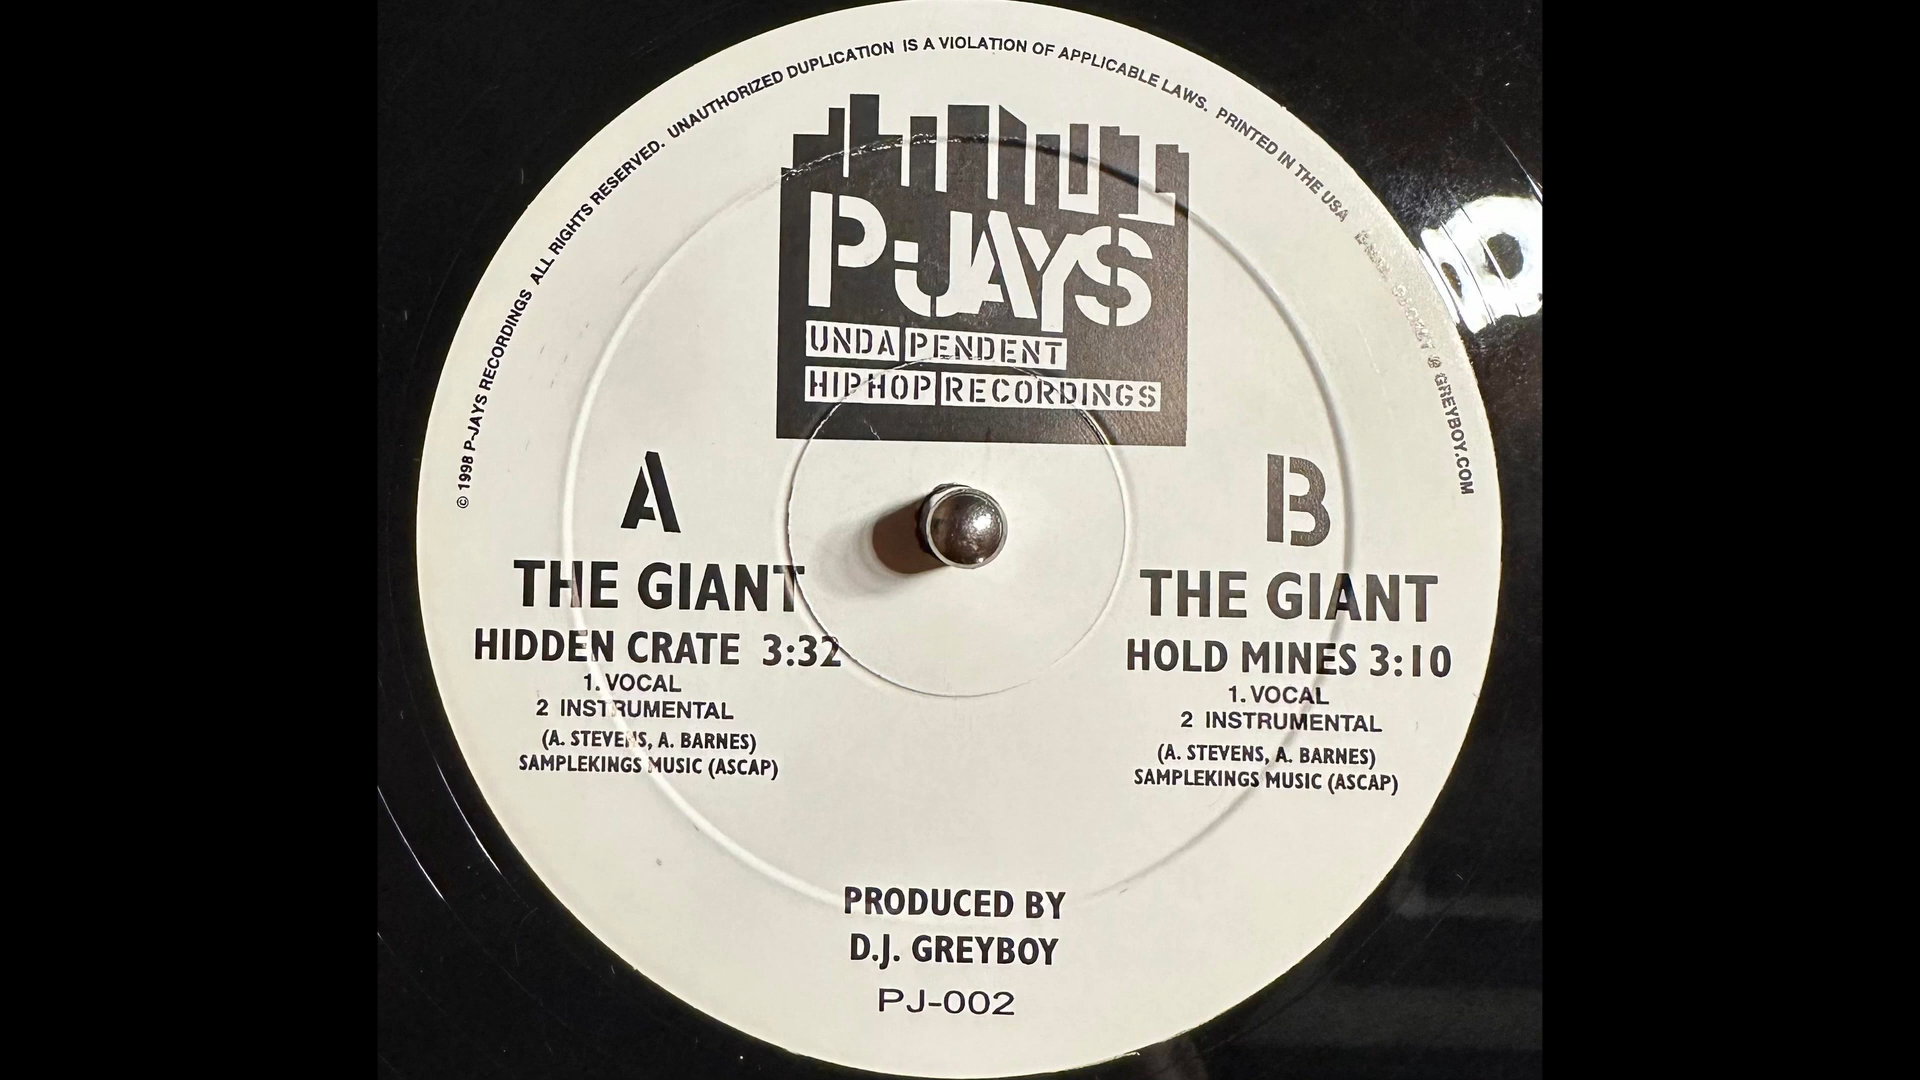 © 1998 P-JAYS RECORDINGS ALL RIGHTS RESERVED. UNAUTHORIZED DUPLICATION IS A VIOLATION OF APPLICABLE LAWS. PRINTED IN THE USA @ GREYBOY.COM
P-JAYS
UNDAPENDENT
HIPHOP RECORDINGS
A
THE GIANT
HIDDEN CRATE 3:32
1. VOCAL
2 INSTRUMENTAL
(A. STEVENS, A. BARNES)
SAMPLEKINGS MUSIC (ASCAP)
B
THE GIANT
HOLD MINES 3:10
1. VOCAL
2 INSTRUMENTAL
(A. STEVENS, A. BARNES)
SAMPLEKINGS MUSIC (ASCAP)
PRODUCED BY
D.J. GREYBOY
PJ-002